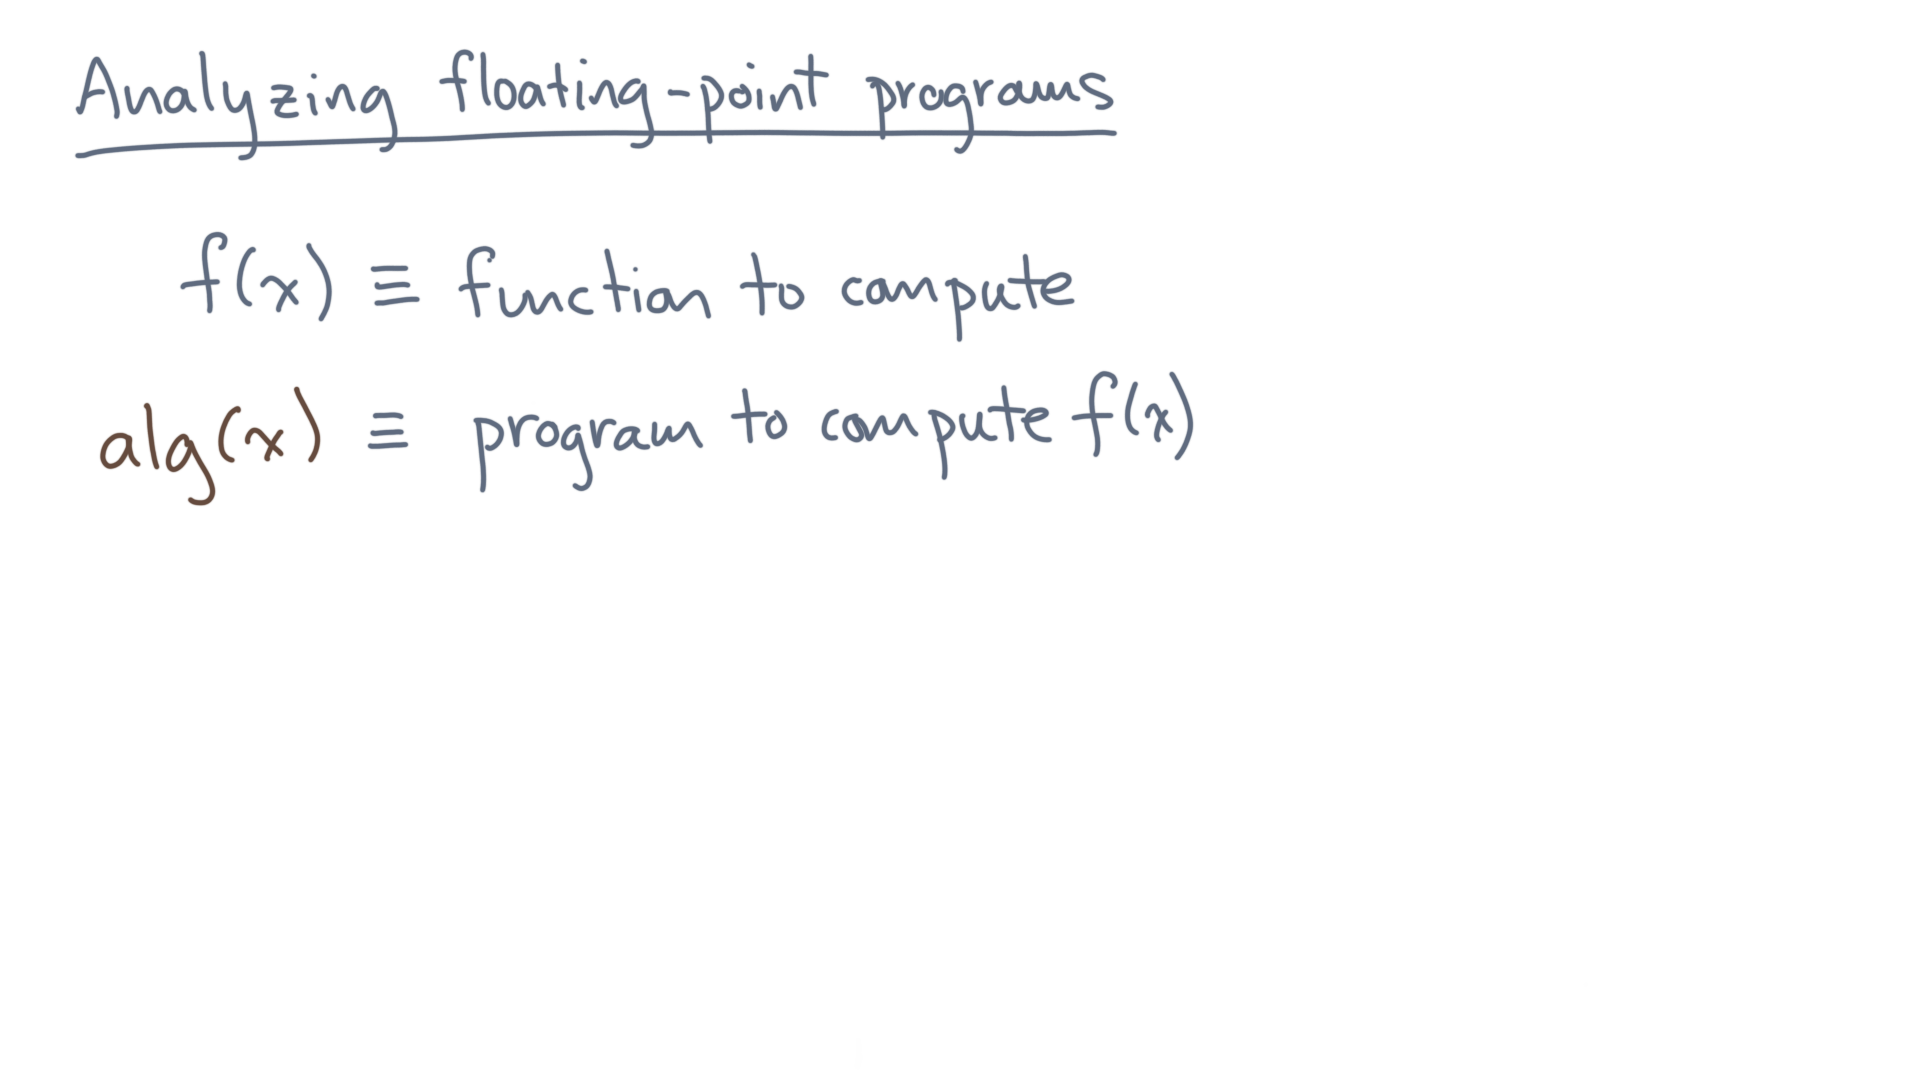 Analyzing floating-point programs
f(x) ≡ function to compute
alg(x) ≡ program to compute f(x)